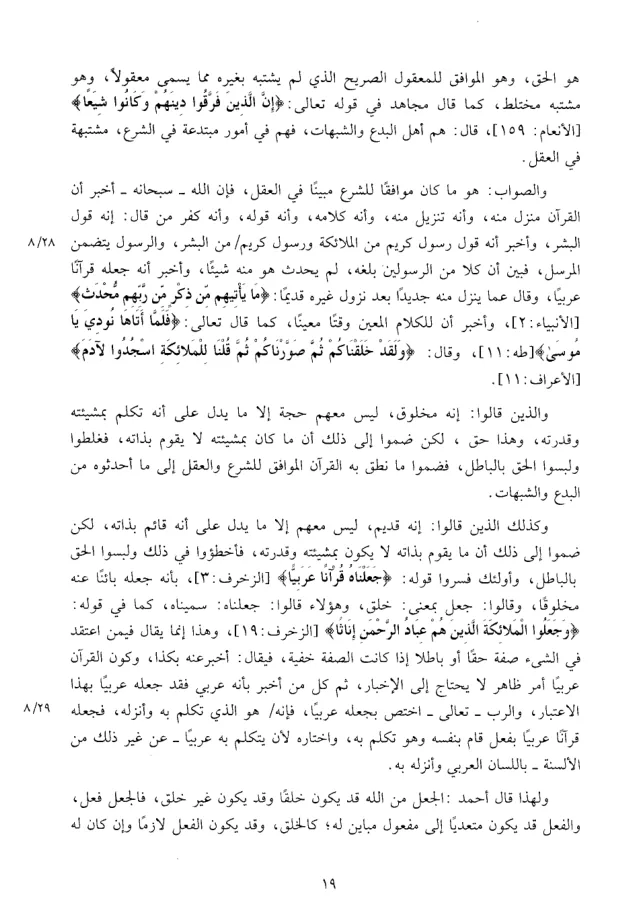 هو الحق، وهو الموافق للمعقول الصريح الذي لم يشتبه بغيره مما يسمى معقولاً، وهو
مشتبه مختلط، كما قال مجاهد في قوله تعالى: ﴿إِنَّ الَّذِينَ فَرَّقُوا دِينَهُمْ وَكَانُوا شِيَعًا﴾
[الأنعام: ١٥٩]، قال: هم أهل البدع والشبهات، فهم في أمور مبتدعة في الشرع، مشتبهة
في العقل.
والصواب: هو ما كان موافقًا للشرع مبينًا في العقل، فإن الله ـ سبحانه ـ أخبر أن
القرآن منزل منه، وأنه تنزيل منه، وأنه كلامه، وأنه قوله، وأنه كفر من قال: إنه قول
البشر، وأخبر أنه قول رسول كريم من الملائكة ورسول كريم/ من البشر، والرسول يتضمن
٨/٢٨
المرسل، فبين أن كلا من الرسولين بلغه، لم يحدث هو منه شيئًا، وأخبر أنه جعله قرآنًا
عربيًا، وقال عما ينزل منه جديدًا بعد نزول غيره قديمًا: ﴿مَا يَأْتِيهِم مِّن ذِكْرٍ مِّن رَّبِّهِم مُّحْدَثٍ﴾
[الأنبياء:٢]، وأخبر أن للكلام المعين وقتًا معينًا، كما قال تعالى: ﴿فَلَمَّا أَتَاهَا نُودِيَ يَا
مُوسَىٰ﴾[طه:١١]، وقال: ﴿وَلَقَدْ خَلَقْنَاكُمْ ثُمَّ صَوَّرْنَاكُمْ ثُمَّ قُلْنَا لِلْمَلائِكَةِ اسْجُدُوا لآدَمَ﴾
[الأعراف:١١].
والذين قالوا: إنه مخلوق، ليس معهم حجة إلا ما يدل على أنه تكلم بمشيئته
وقدرته، وهذا حق ، لكن ضموا إلى ذلك أن ما كان بمشيئته لا يقوم بذاته، فغلطوا
ولبسوا الحق بالباطل، فضموا ما نطق به القرآن الموافق للشرع والعقل إلى ما أحدثوه من
البدع والشبهات.
وكذلك الذين قالوا: إنه قديم، ليس معهم إلا ما يدل على أنه قائم بذاته، لكن
ضموا إلى ذلك أن ما يقوم بذاته لا يكون بمشيئته وقدرته، فأخطؤوا في ذلك ولبسوا الحق
بالباطل، وأولئك فسروا قوله: ﴿جَعَلْنَاهُ قُرْآنًا عَرَبِيًّا﴾ [الزخرف:٣]، بأنه جعله بائنًا عنه
مخلوقًا، وقالوا: جعل بمعنى: خلق، وهؤلاء قالوا: جعلناه: سميناه، كما في قوله:
﴿وَجَعَلُوا الْمَلائِكَةَ الَّذِينَ هُمْ عِبَادُ الرَّحْمَنِ إِنَاثًا﴾ [الزخرف:١٩]، وهذا إنما يقال فيمن اعتقد
في الشىء صفة حقًا أو باطلا إذا كانت الصفة خفية، فيقال: أخبرعنه بكذا، وكون القرآن
عربيًا أمر ظاهر لا يحتاج إلى الإخبار، ثم كل من أخبر بأنه عربي فقد جعله عربيًا بهذا
الاعتبار، والرب ـ تعالى ـ اختص بجعله عربيًا، فإنه/ هو الذي تكلم به وأنزله، فجعله
٨/٢٩
قرآنًا عربيًا بفعل قام بنفسه وهو تكلم به، واختاره لأن يتكلم به عربيًا ـ عن غير ذلك من
الألسنة ـ باللسان العربي وأنزله به.
ولهذا قال أحمد :الجعل من الله قد يكون خلقًا وقد يكون غير خلق، فالجعل فعل،
والفعل قد يكون متعديًا إلى مفعول مباين له؛ كالخلق، وقد يكون الفعل لازمًا وإن كان له
١٩